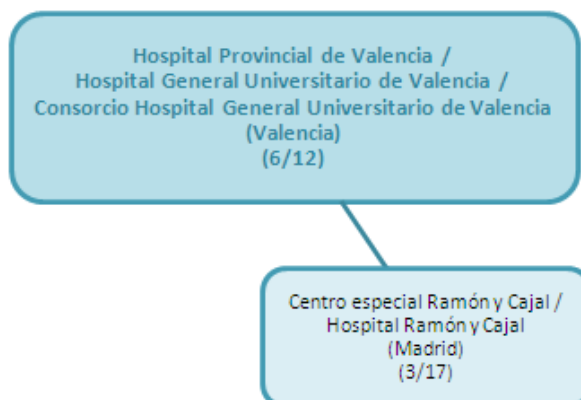 Hospital Provincial de Valencia /
Hospital General Universitario de Valencia /
Consorcio Hospital General Universitario de Valencia
(Valencia)
(6/12)
Centro especial Ramón y Cajal /
Hospital Ramón y Cajal
(Madrid)
(3/17)